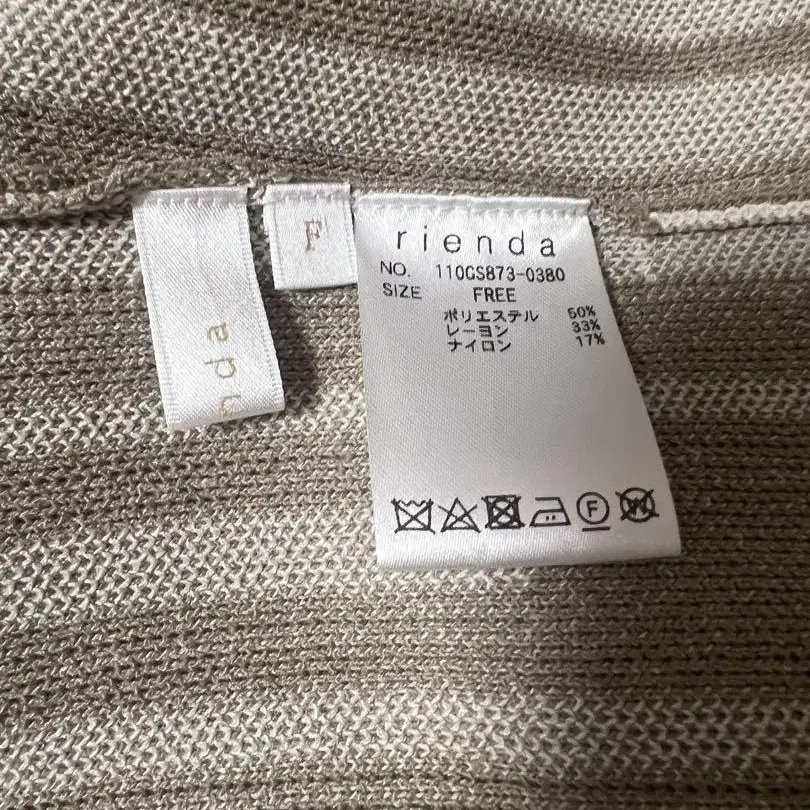 nda
F
rienda
NO. 110GS873-0380
SIZE FREE
ポリエステル 50%
レーヨン 33%
ナイロン 17%
F
W